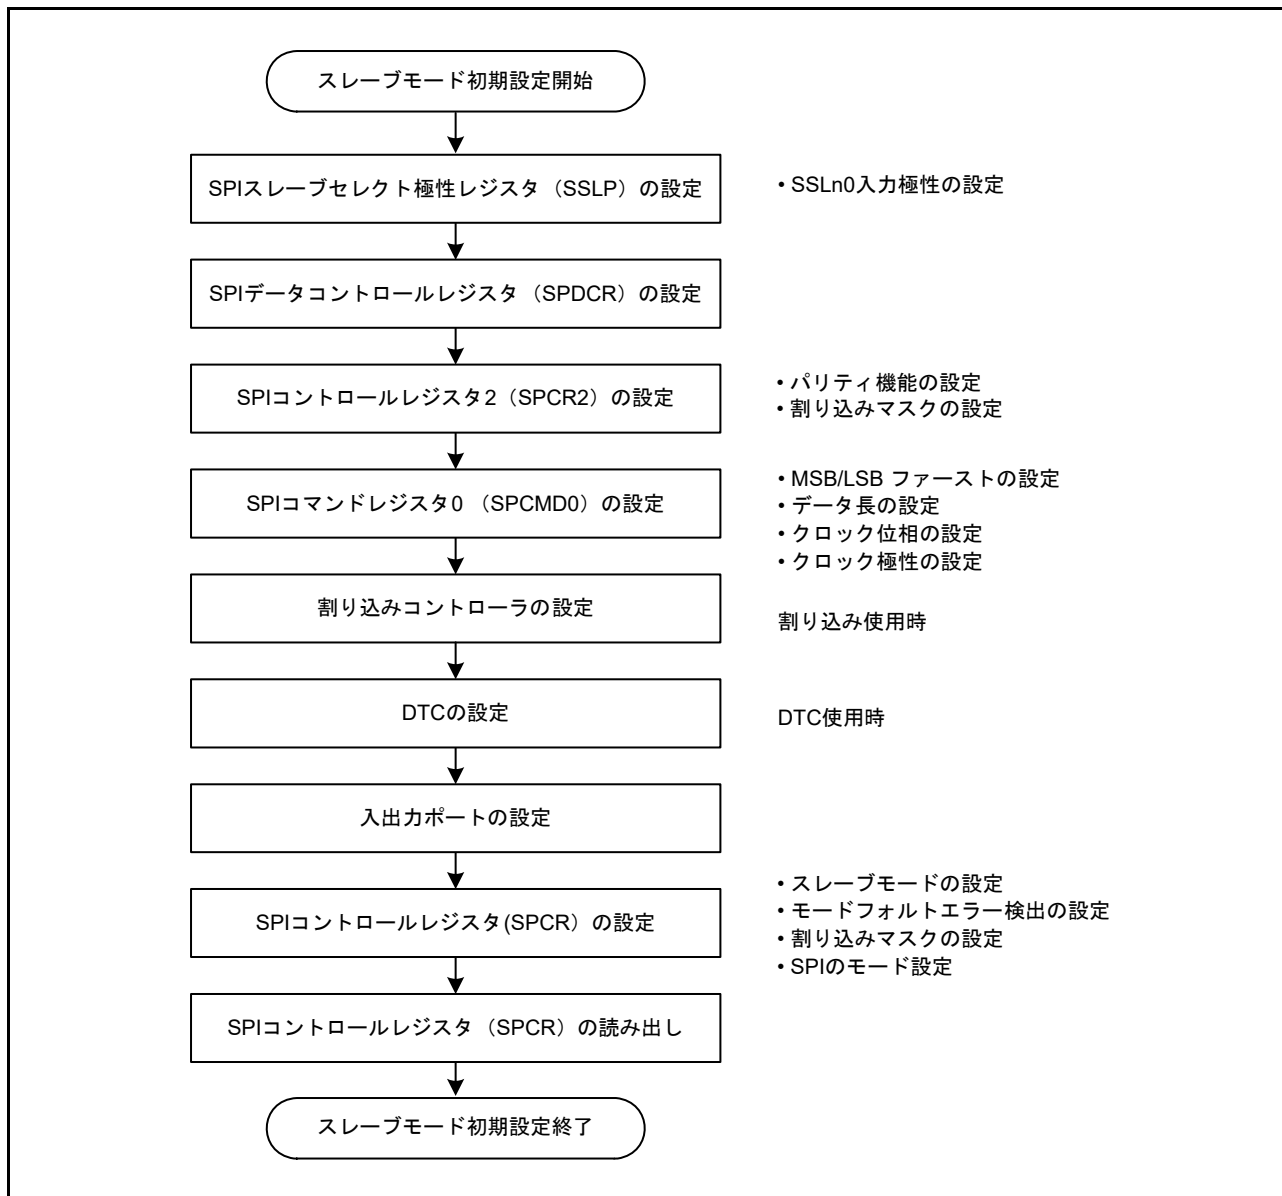 スレーブモード初期設定開始
SPIスレーブセレクト極性レジスタ（SSLP）の設定
• SSLn0入力極性の設定
SPIデータコントロールレジスタ（SPDCR）の設定
SPIコントロールレジスタ2（SPCR2）の設定
• パリティ機能の設定
• 割り込みマスクの設定
SPIコマンドレジスタ0 （SPCMD0）の設定
• MSB/LSB ファーストの設定
• データ長の設定
• クロック位相の設定
• クロック極性の設定
割り込みコントローラの設定
割り込み使用時
DTCの設定
DTC使用時
入出力ポートの設定
SPIコントロールレジスタ(SPCR）の設定
• スレーブモードの設定
• モードフォルトエラー検出の設定
• 割り込みマスクの設定
• SPIのモード設定
SPIコントロールレジスタ（SPCR）の読み出し
スレーブモード初期設定終了